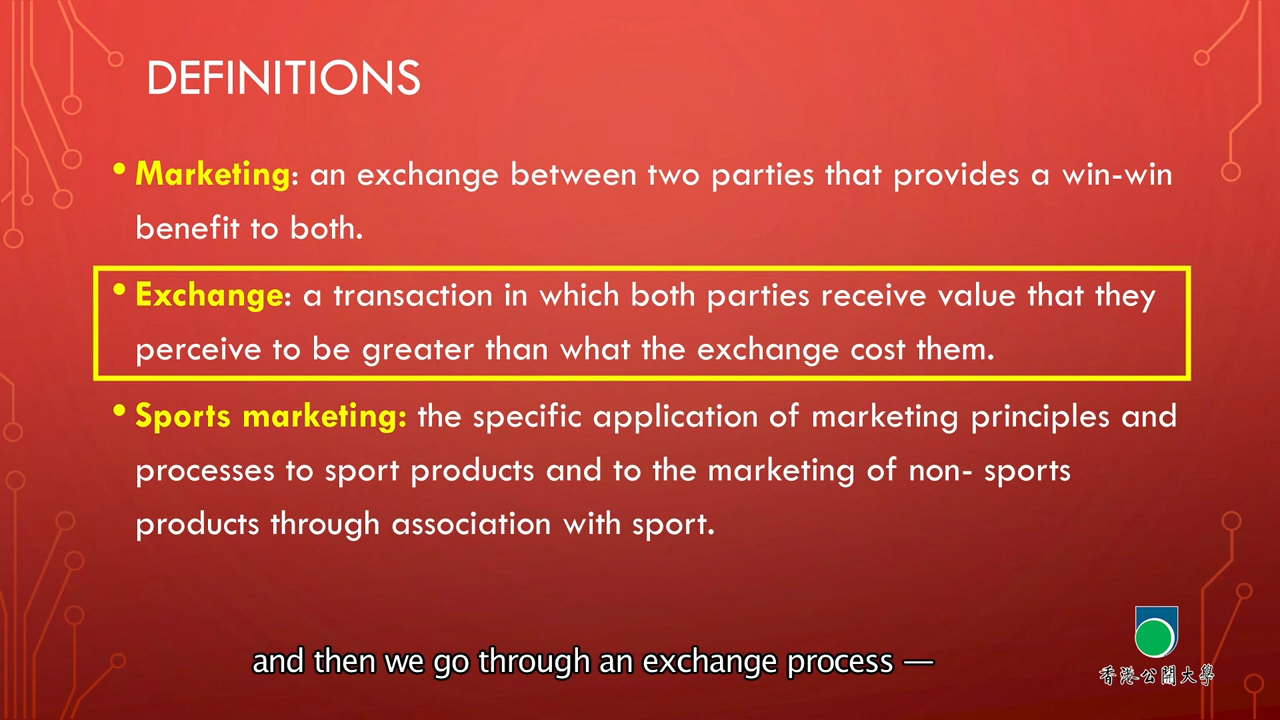 DEFINITIONS
• Marketing: an exchange between two parties that provides a win-win
benefit to both.
• Exchange: a transaction in which both parties receive value that they
perceive to be greater than what the exchange cost them.
• Sports marketing: the specific application of marketing principles and
processes to sport products and to the marketing of non- sports
products through association with sport.
and then we go through an exchange process —
香港公開大學